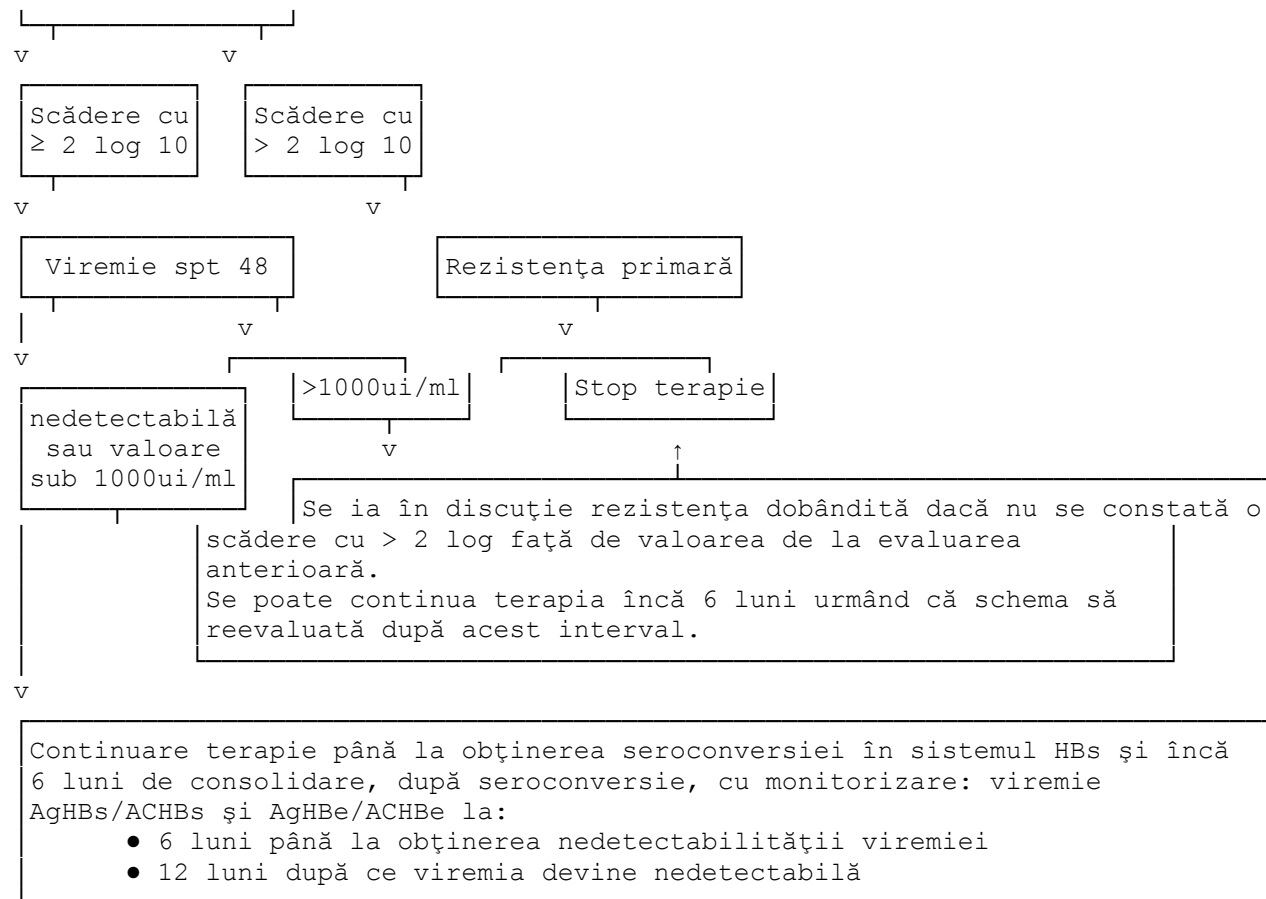 v v
Scădere cu Scădere cu
≥ 2 log 10 > 2 log 10
v v
Viremie spt 48 Rezistenţa primară
v v
v
>1000ui/ml Stop terapie
nedetectabilă
sau valoare v ↑
sub 1000ui/ml
Se ia în discuţie rezistenţa dobândită dacă nu se constată o
scădere cu > 2 log faţă de valoarea de la evaluarea
anterioară.
Se poate continua terapia încă 6 luni urmând că schema să
reevaluată după acest interval.
v
Continuare terapie până la obţinerea seroconversiei în sistemul HBs şi încă
6 luni de consolidare, după seroconversie, cu monitorizare: viremie
AgHBs/ACHBs şi AgHBe/ACHBe la:
● 6 luni până la obţinerea nedetectabilităţii viremiei
● 12 luni după ce viremia devine nedetectabilă